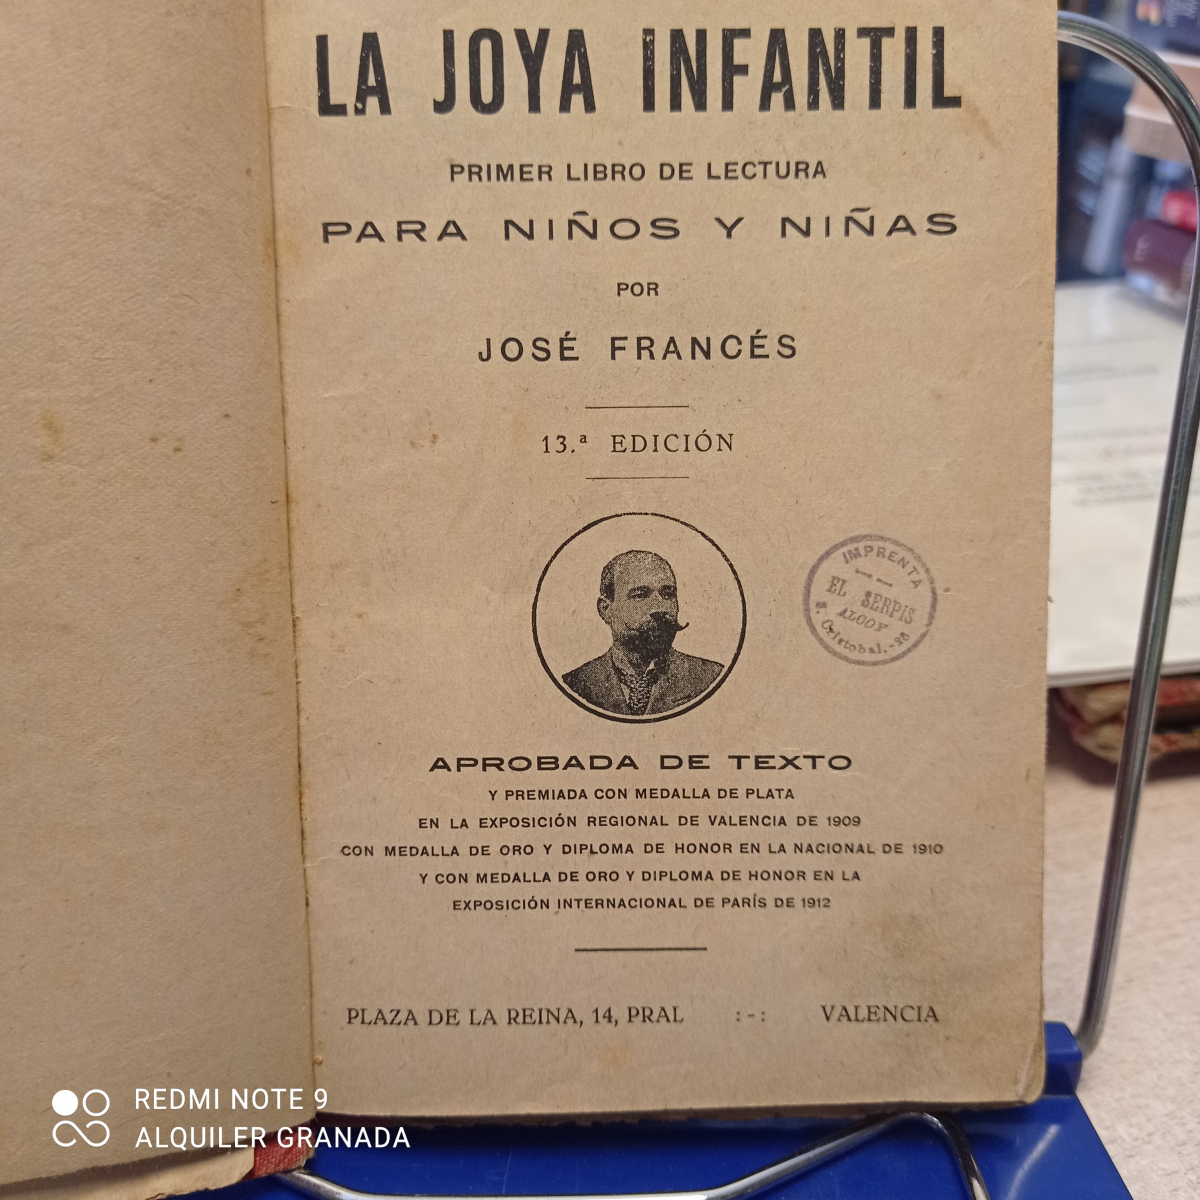 LA JOYA INFANTIL
PRIMER LIBRO DE LECTURA
PARA NIÑOS Y NIÑAS
POR
JOSÉ FRANCÉS
13.ª EDICIÓN
IMPRENTA
EL SERPIS
ALCOY
S. Cristobal,-28
APROBADA DE TEXTO
Y PREMIADA CON MEDALLA DE PLATA
EN LA EXPOSICIÓN REGIONAL DE VALENCIA DE 1909
CON MEDALLA DE ORO Y DIPLOMA DE HONOR EN LA NACIONAL DE 1910
Y CON MEDALLA DE ORO Y DIPLOMA DE HONOR EN LA
EXPOSICIÓN INTERNACIONAL DE PARÍS DE 1912
PLAZA DE LA REINA, 14, PRAL :-: VALENCIA
REDMI NOTE 9
ALQUILER GRANADA